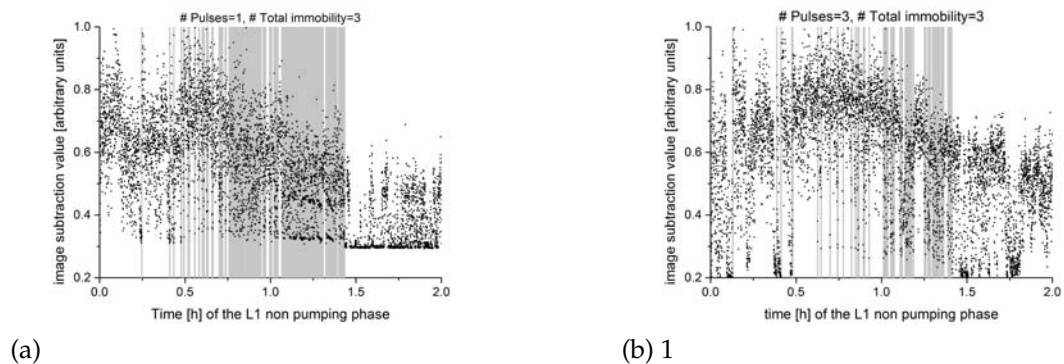 # Pulses=1, # Total immobility=3
image subtraction value [arbitrary units]
1.0
0.8
0.6
0.4
0.2
0.0
0.5
1.0
1.5
2.0
Time [h] of the L1 non pumping phase
(a)
# Pulses=3, # Total immobility=3
image subtraction value [arbitrary units]
1.0
0.8
0.6
0.4
0.2
0.0
0.5
1.0
1.5
2.0
time [h] of the L1 non pumping phase
(b) 1